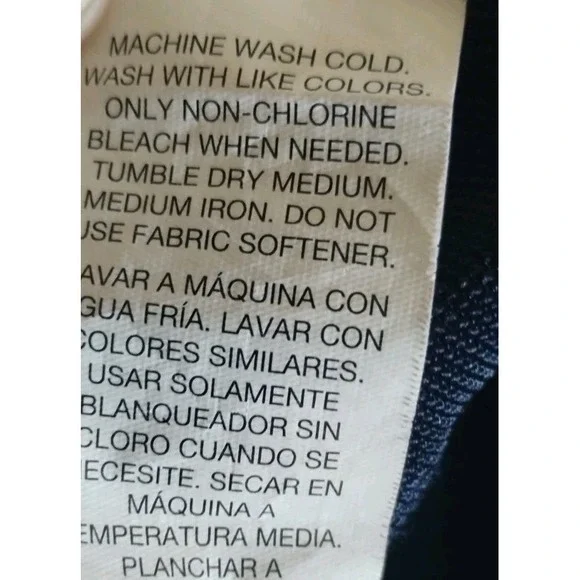 MACHINE WASH COLD.
WASH WITH LIKE COLORS.
ONLY NON-CHLORINE
BLEACH WHEN NEEDED.
TUMBLE DRY MEDIUM.
MEDIUM IRON. DO NOT
USE FABRIC SOFTENER.
AVAR A MÁQUINA CON
GUA FRÍA. LAVAR CON
COLORES SIMILARES.
USAR SOLAMENTE
BLANQUEADOR SIN
CLORO CUANDO SE
ECESITE. SECAR EN
MÁQUINA A
EMPERATURA MEDIA.
PLANCHAR A